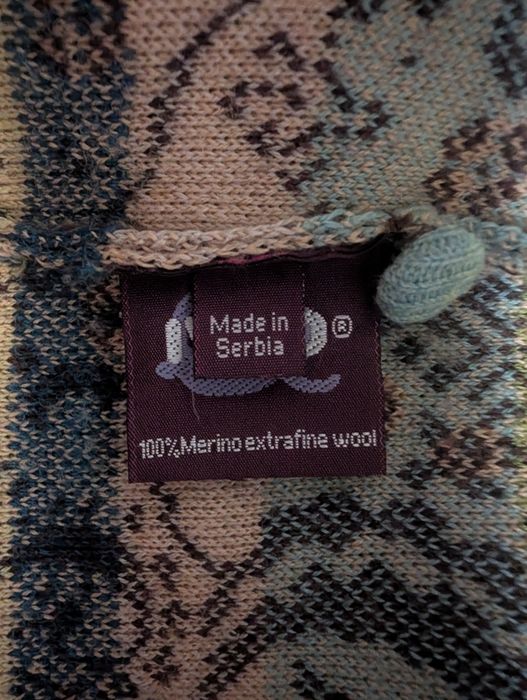 Made in
Serbia
®
100% Merino extrafine wool